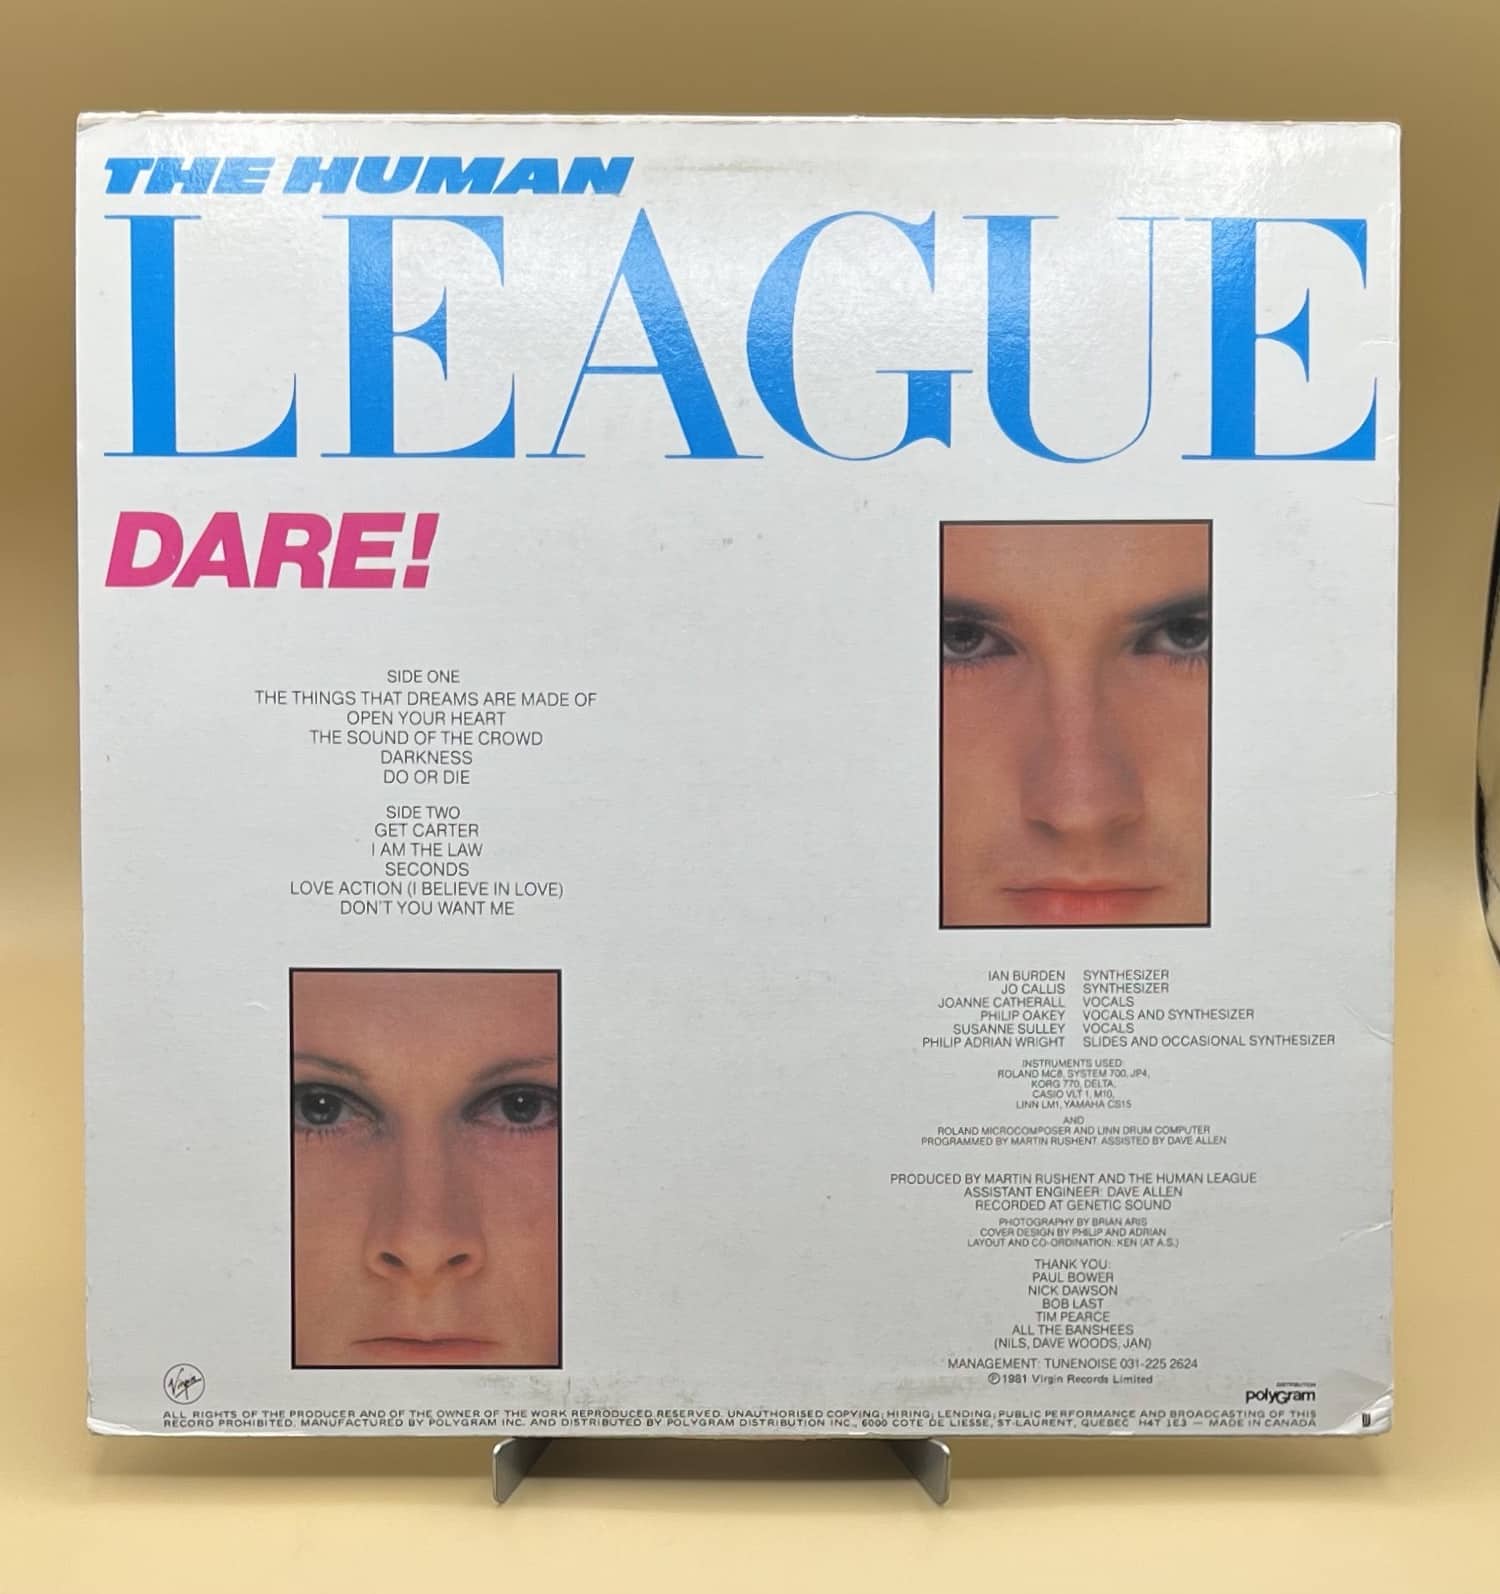 THE HUMAN
LEAGUE
DARE!
SIDE ONE
THE THINGS THAT DREAMS ARE MADE OF
OPEN YOUR HEART
THE SOUND OF THE CROWD
DARKNESS
DO OR DIE
SIDE TWO
GET CARTER
I AM THE LAW
SECONDS
LOVE ACTION (I BELIEVE IN LOVE)
DON'T YOU WANT ME
IAN BURDEN SYNTHESIZER
JO CALLIS SYNTHESIZER
JOANNE CATHERALL VOCALS
PHILIP OAKEY VOCALS AND SYNTHESIZER
SUSANNE SULLEY VOCALS
PHILIP ADRIAN WRIGHT SLIDES AND OCCASIONAL SYNTHESIZER
INSTRUMENTS USED:
ROLAND MC8, SYSTEM 700, JP4,
KORG 770, DELTA,
CASIO VLT 1, M10,
LINN LM1, YAMAHA CS15
AND
ROLAND MICROCOMPOSER AND LINN DRUM COMPUTER
PROGRAMMED BY MARTIN RUSHENT. ASSISTED BY DAVE ALLEN
PRODUCED BY MARTIN RUSHENT AND THE HUMAN LEAGUE
ASSISTANT ENGINEER: DAVE ALLEN
RECORDED AT GENETIC SOUND
PHOTOGRAPHY BY BRIAN ARIS
COVER DESIGN BY PHILIP AND ADRIAN
LAYOUT AND CO-ORDINATION: KEN (AT A.S.)
THANK YOU:
PAUL BOWER
NICK DAWSON
BOB LAST
TIM PEARCE
ALL THE BANSHEES
(NILS, DAVE WOODS, JAN)
MANAGEMENT: TUNENOISE 031-225 2624
℗1981 Virgin Records Limited
Virgin
DISTRIBUTION
polyGram
ALL RIGHTS OF THE PRODUCER AND OF THE OWNER OF THE WORK REPRODUCED RESERVED. UNAUTHORISED COPYING; HIRING; LENDING; PUBLIC PERFORMANCE AND BROADCASTING OF THIS
RECORD PROHIBITED. MANUFACTURED BY POLYGRAM INC. AND DISTRIBUTED BY POLYGRAM DISTRIBUTION INC., 6000 COTE DE LIESSE, ST-LAURENT, QUEBEC H4T 1E3 — MADE IN CANADA